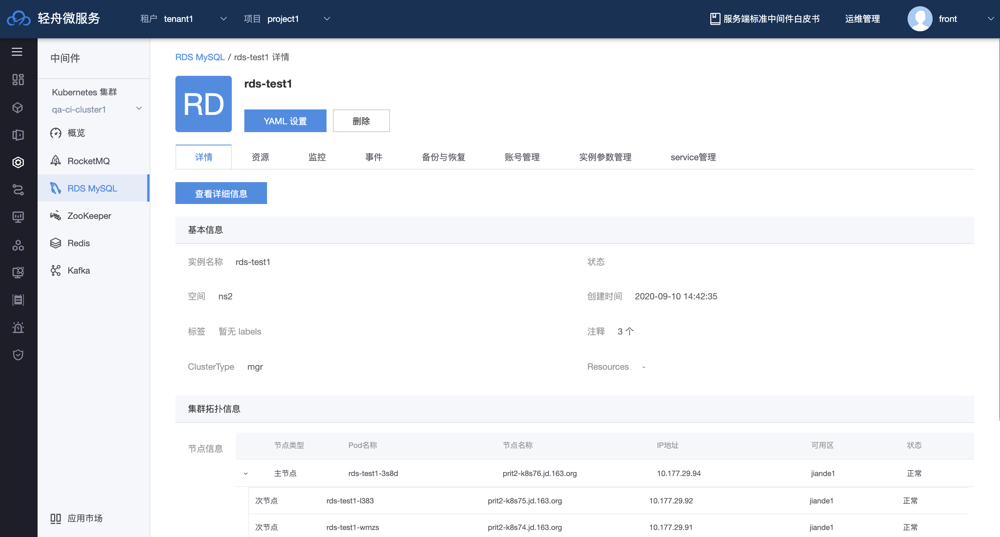 轻舟微服务 租户 tenant1 项目 project1 服务端标准中间件白皮书 运维管理 front
中间件
Kubernetes 集群
qa-ci-cluster1
概览
RocketMQ
RDS MySQL
ZooKeeper
Redis
Kafka
应用市场
RDS MySQL / rds-test1 详情
RD
rds-test1
YAML 设置 删除
详情 资源 监控 事件 备份与恢复 账号管理 实例参数管理 service管理
查看详细信息
基本信息
实例名称 rds-test1 状态
空间 ns2 创建时间 2020-09-10 14:42:35
标签 暂无 labels 注释 3 个
ClusterType mgr Resources -
集群拓扑信息
节点信息 节点类型 Pod名称 节点名称 IP地址 可用区 状态
主节点 rds-test1-3s8d prit2-k8s76.jd.163.org 10.177.29.94 jiande1 正常
次节点 rds-test1-l383 prit2-k8s75.jd.163.org 10.177.29.92 jiande1 正常
次节点 rds-test1-wmzs prit2-k8s74.jd.163.org 10.177.29.91 jiande1 正常